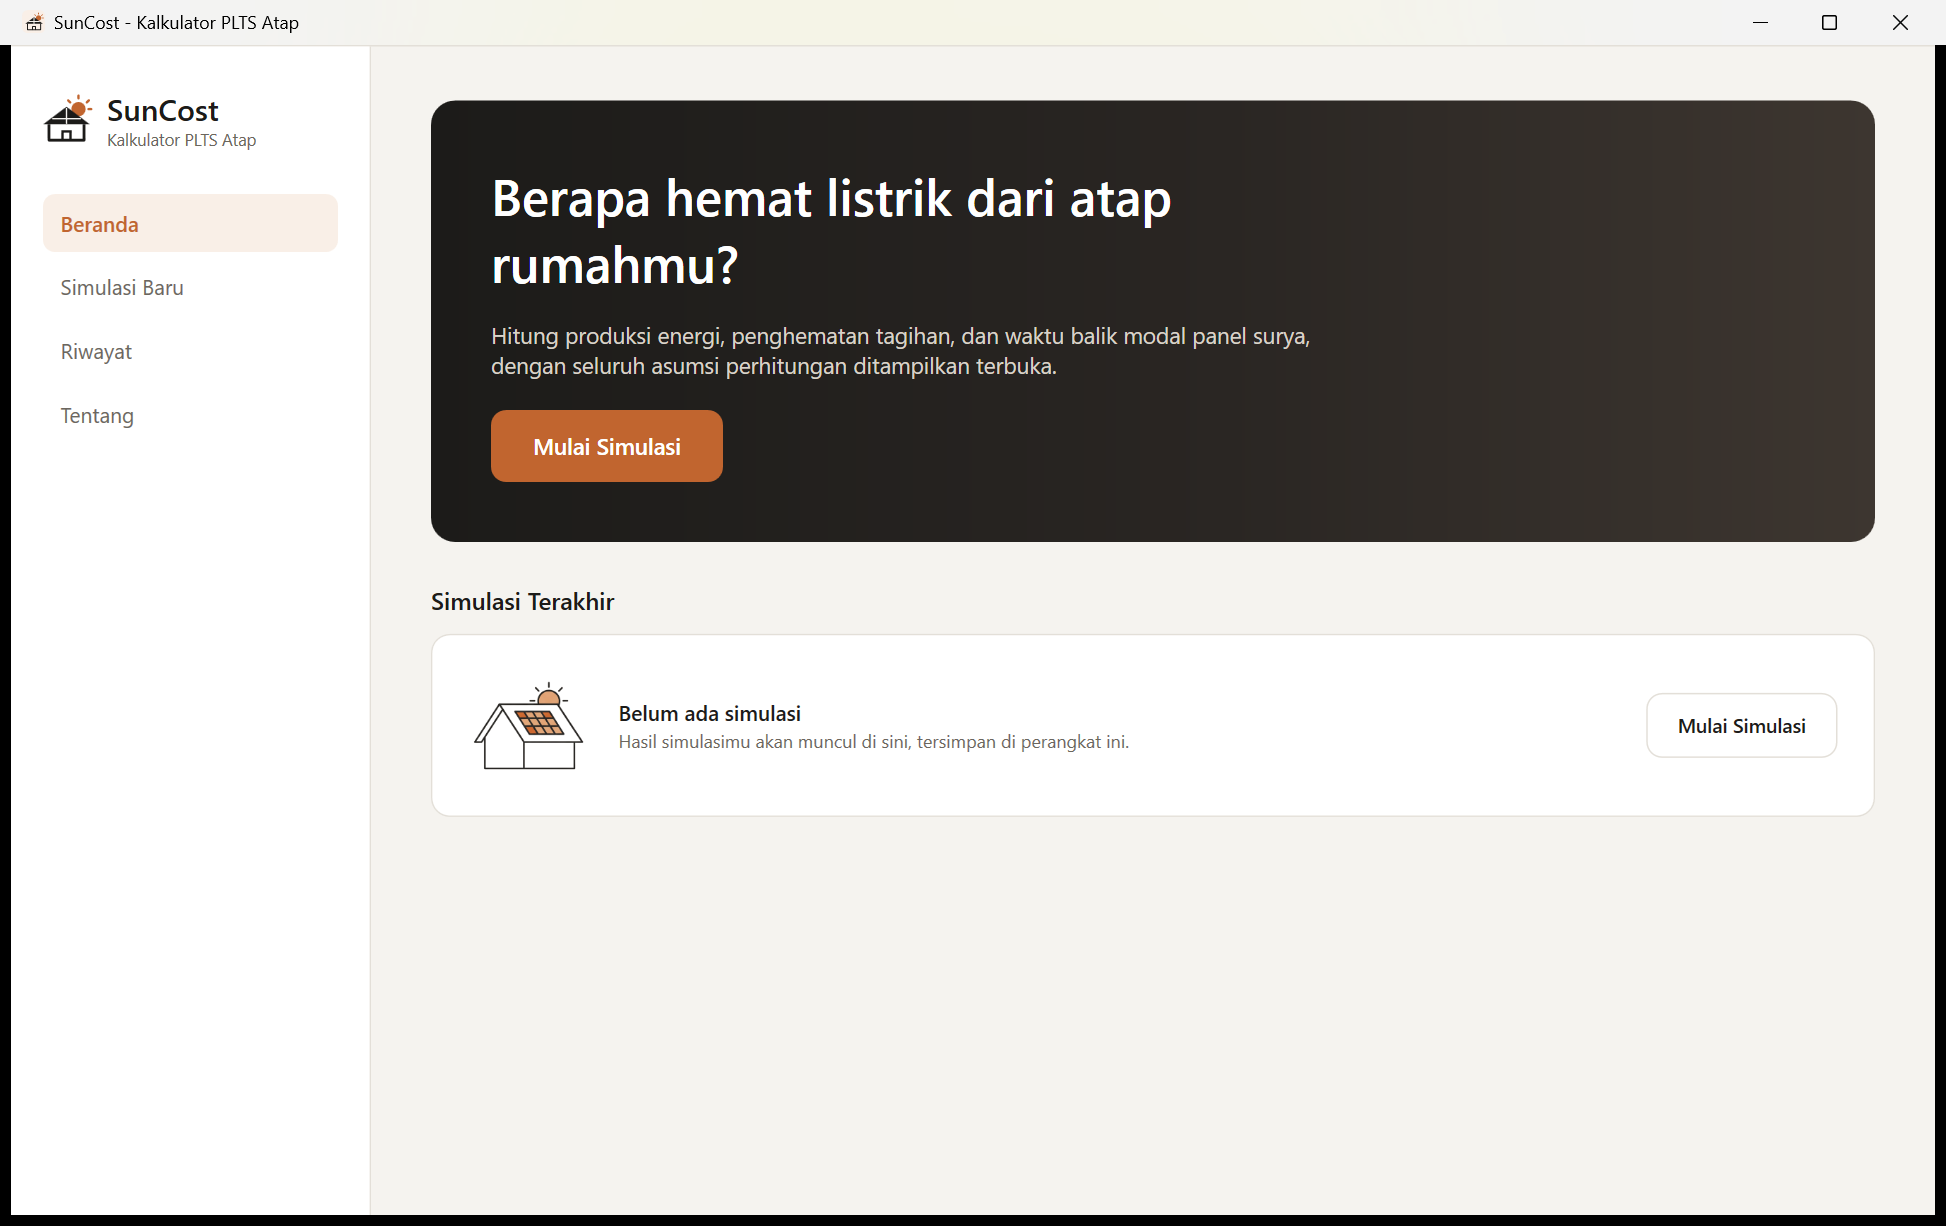 SunCost - Kalkulator PLTS Atap
SunCost
Kalkulator PLTS Atap
Beranda
Simulasi Baru
Riwayat
Tentang
Berapa hemat listrik dari atap
rumahmu?
Hitung produksi energi, penghematan tagihan, dan waktu balik modal panel surya,
dengan seluruh asumsi perhitungan ditampilkan terbuka.
Mulai Simulasi
Simulasi Terakhir
Belum ada simulasi
Hasil simulasimu akan muncul di sini, tersimpan di perangkat ini.
Mulai Simulasi